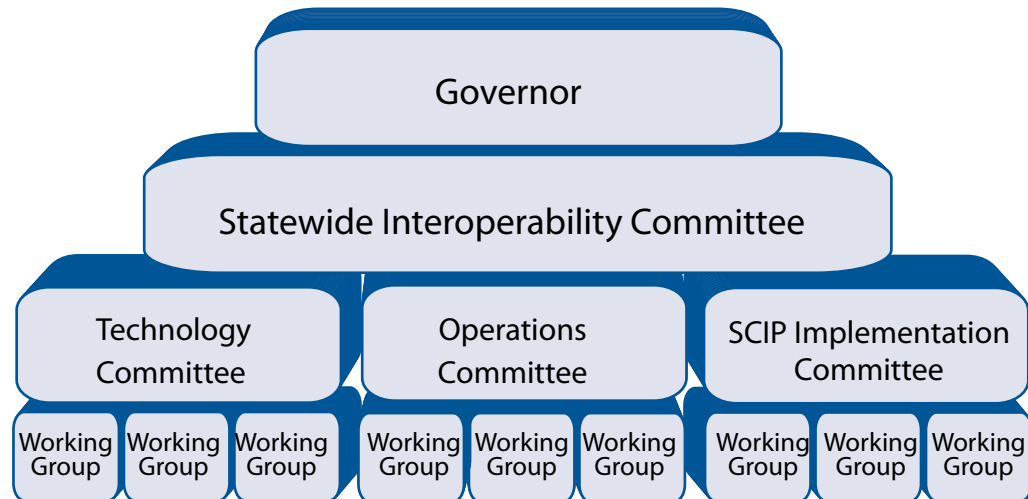 Governor
Statewide Interoperability Committee
Technology
Committee
Operations
Committee
SCIP Implementation
Committee
Working
Group
Working
Group
Working
Group
Working
Group
Working
Group
Working
Group
Working
Group
Working
Group
Working
Group